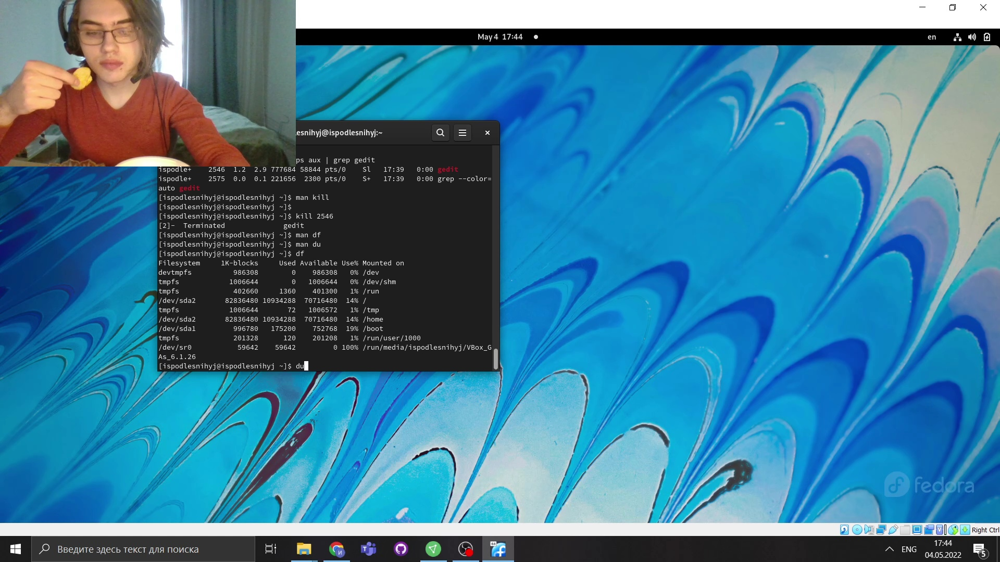 May 4 17:44
en
lesnihyj@ispodlesnihyj:~
ps aux | grep gedit
ispodle+    2546  1.2  2.9 777684 58844 pts/0    Sl   17:39   0:00 gedit
ispodle+    2575  0.0  0.1 221656  2300 pts/0    S+   17:39   0:00 grep --color=
auto gedit
[ispodlesnihyj@ispodlesnihyj ~]$ man kill
[ispodlesnihyj@ispodlesnihyj ~]$
[ispodlesnihyj@ispodlesnihyj ~]$ kill 2546
[2]-  Terminated              gedit
[ispodlesnihyj@ispodlesnihyj ~]$ man df
[ispodlesnihyj@ispodlesnihyj ~]$ man du
[ispodlesnihyj@ispodlesnihyj ~]$ df
Filesystem     1K-blocks     Used Available Use% Mounted on
devtmpfs          986308        0    986308   0% /dev
tmpfs            1006644        0   1006644   0% /dev/shm
tmpfs             402660     1360    401300   1% /run
/dev/sda2       82836480 10934288  70716480  14% /
tmpfs            1006644       72   1006572   1% /tmp
/dev/sda2       82836480 10934288  70716480  14% /home
/dev/sda1         996780   175200    752768  19% /boot
tmpfs             201328      120    201208   1% /run/user/1000
/dev/sr0           59642    59642         0 100% /run/media/ispodlesnihyj/VBox_G
As_6.1.26
[ispodlesnihyj@ispodlesnihyj ~]$ du
fedora
Right Ctrl
Введите здесь текст для поиска
64
ENG
17:44
04.05.2022
5